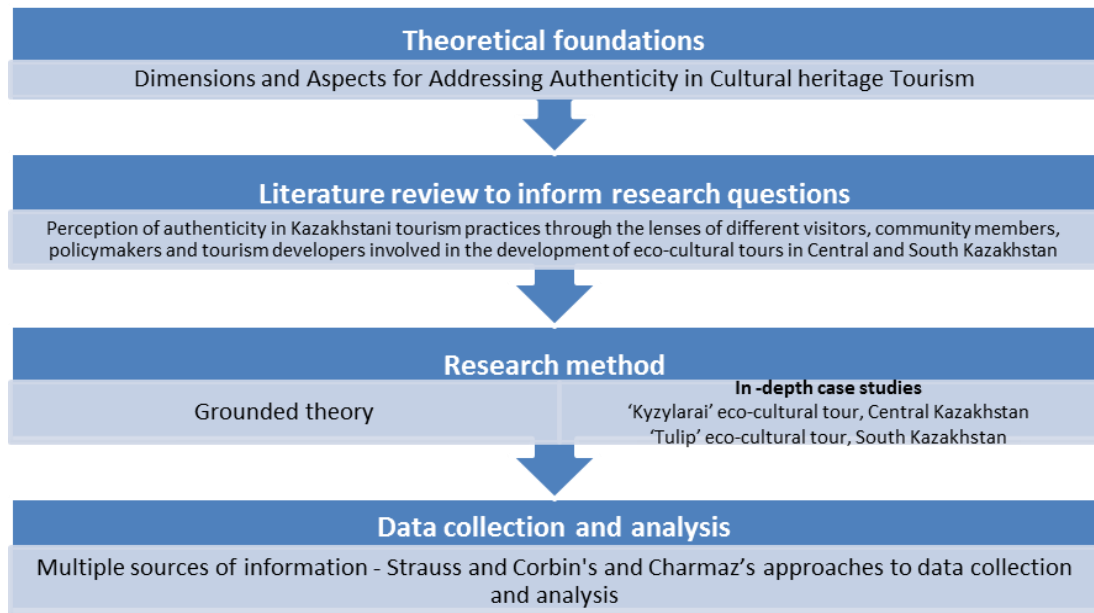 Theoretical foundations
Dimensions and Aspects for Addressing Authenticity in Cultural heritage Tourism
Literature review to inform research questions
Perception of authenticity in Kazakhstani tourism practices through the lenses of different visitors, community members,
policymakers and tourism developers involved in the development of eco-cultural tours in Central and South Kazakhstan
Research method
Grounded theory
In -depth case studies
‘Kyzylarai’ eco-cultural tour, Central Kazakhstan
‘Tulip’ eco-cultural tour, South Kazakhstan
Data collection and analysis
Multiple sources of information - Strauss and Corbin's and Charmaz’s approaches to data collection
and analysis